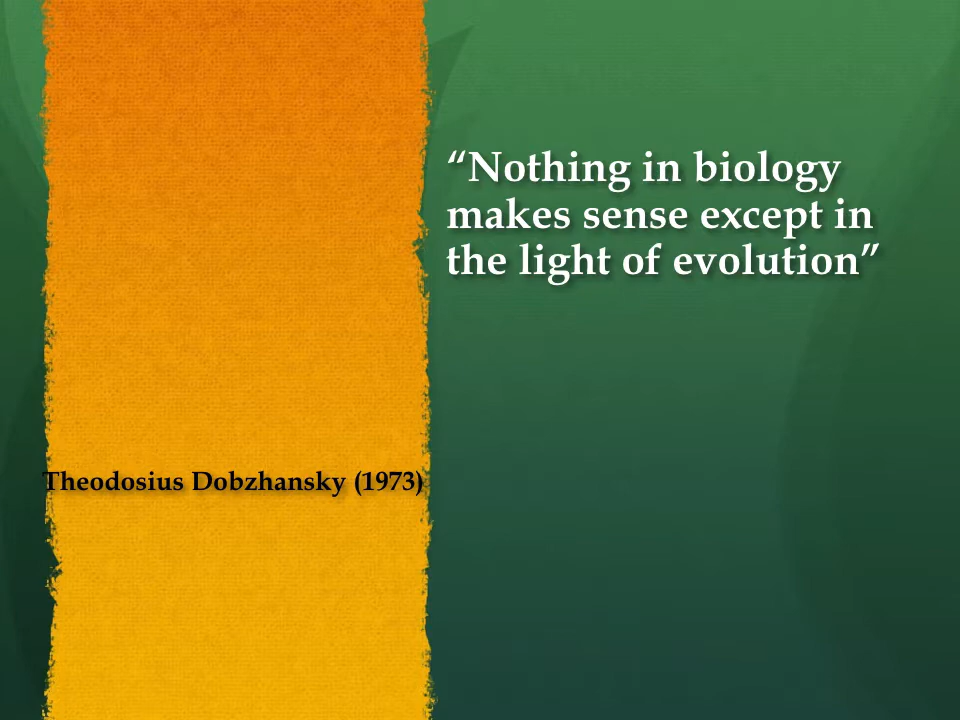 “Nothing in biology
makes sense except in
the light of evolution”
Theodosius Dobzhansky (1973)